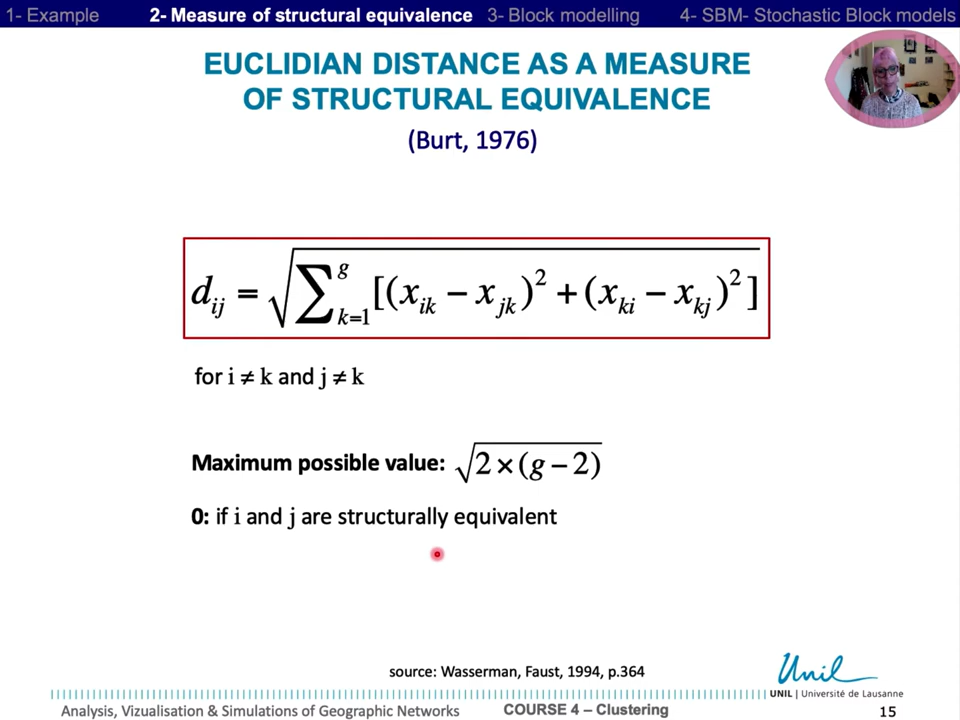 1- Example 2- Measure of structural equivalence 3- Block modelling 4- SBM- Stochastic Block models
EUCLIDIAN DISTANCE AS A MEASURE
OF STRUCTURAL EQUIVALENCE
(Burt, 1976)
d_ij = √∑_{k=1}^{g} [(x_ik − x_jk)² + (x_ki − x_kj)²]
for i ≠ k and j ≠ k
Maximum possible value: √2×(g−2)
0: if i and j are structurally equivalent
source: Wasserman, Faust, 1994, p.364
Unil
UNIL | Université de Lausanne
Analysis, Vizualisation & Simulations of Geographic Networks COURSE 4 – Clustering 15